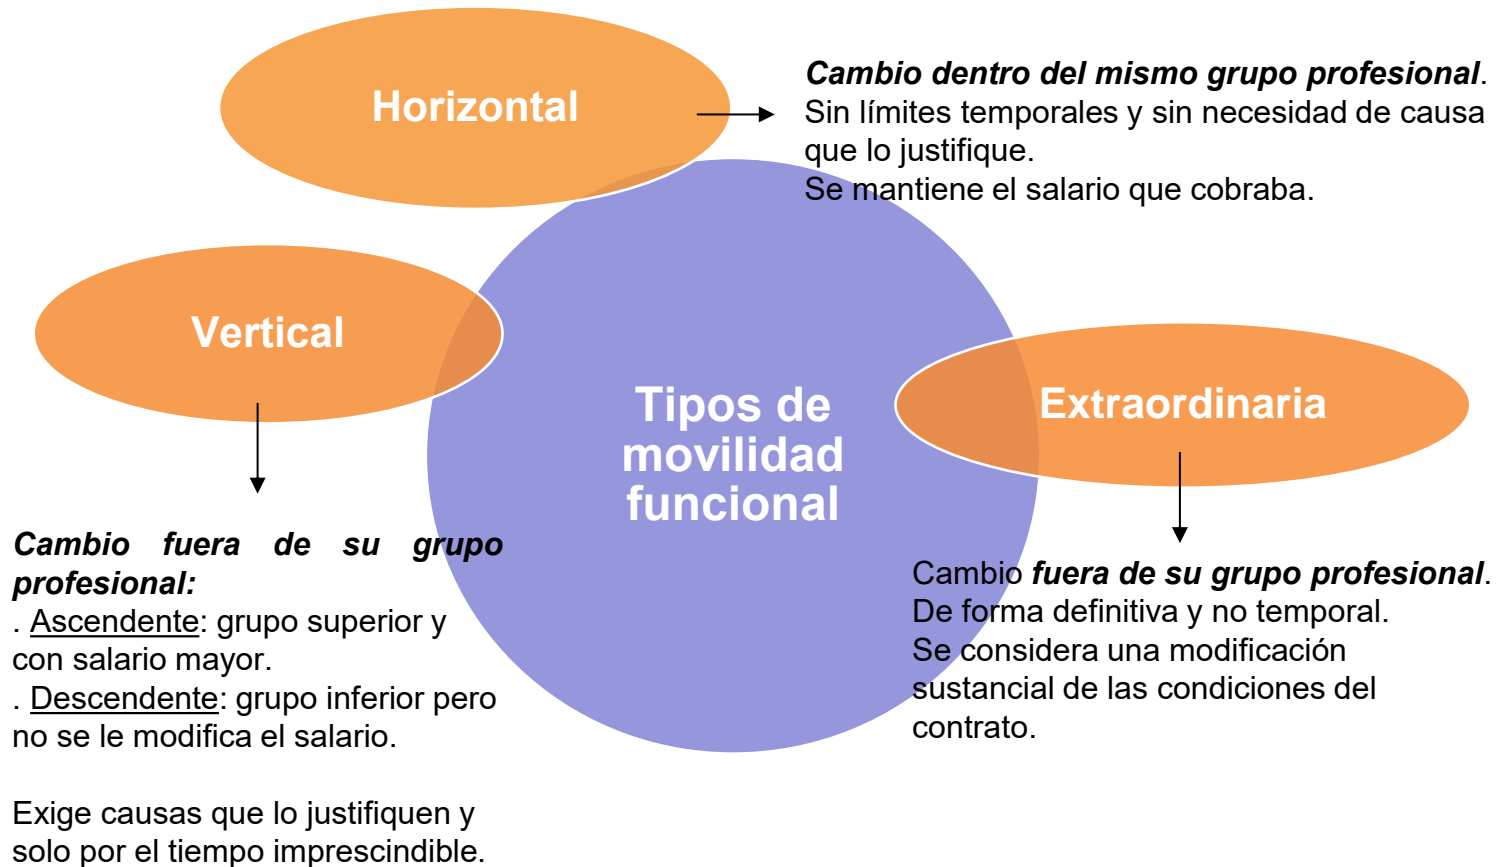 Horizontal
Cambio dentro del mismo grupo profesional.
Sin límites temporales y sin necesidad de causa
que lo justifique.
Se mantiene el salario que cobraba.
Vertical
Tipos de
movilidad
funcional
Extraordinaria
Cambio fuera de su grupo
profesional:
. Ascendente: grupo superior y
con salario mayor.
. Descendente: grupo inferior pero
no se le modifica el salario.
Exige causas que lo justifiquen y
solo por el tiempo imprescindible.
Cambio fuera de su grupo profesional.
De forma definitiva y no temporal.
Se considera una modificación
sustancial de las condiciones del
contrato.